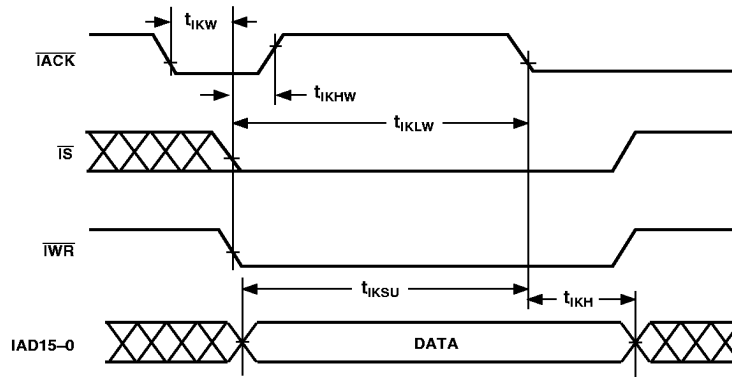 tIKW
IACK
tIKHW
tIKLW
IS
IWR
tIKSU
tIKH
IAD15–0
DATA